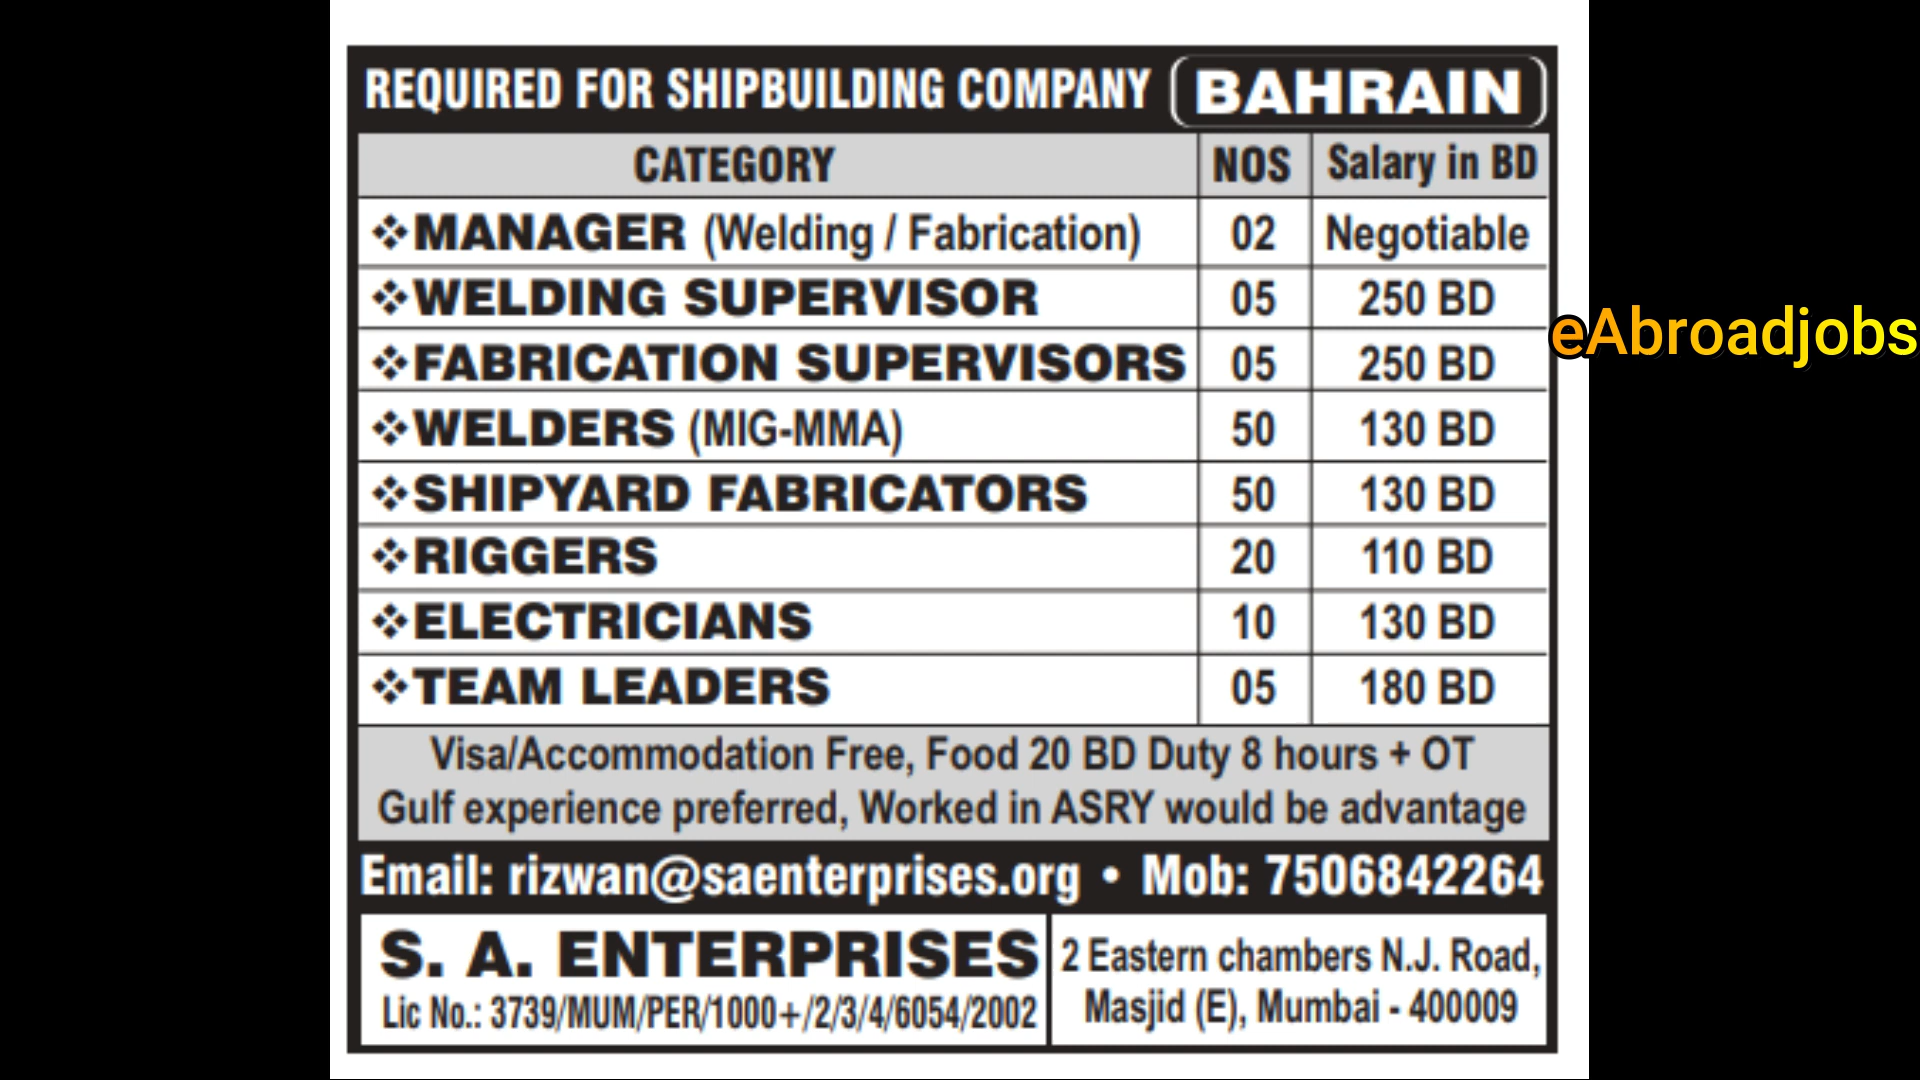 REQUIRED FOR SHIPBUILDING COMPANY BAHRAIN
CATEGORY NOS Salary in BD
❖MANAGER (Welding / Fabrication) 02 Negotiable
❖WELDING SUPERVISOR 05 250 BD
❖FABRICATION SUPERVISORS 05 250 BD
❖WELDERS (MIG-MMA) 50 130 BD
❖SHIPYARD FABRICATORS 50 130 BD
❖RIGGERS 20 110 BD
❖ELECTRICIANS 10 130 BD
❖TEAM LEADERS 05 180 BD
Visa/Accommodation Free, Food 20 BD Duty 8 hours + OT
Gulf experience preferred, Worked in ASRY would be advantage
Email: rizwan@saenterprises.org • Mob: 7506842264
S. A. ENTERPRISES
Lic No.: 3739/MUM/PER/1000+/2/3/4/6054/2002
2 Eastern chambers N.J. Road,
Masjid (E), Mumbai - 400009
eAbroadjobs